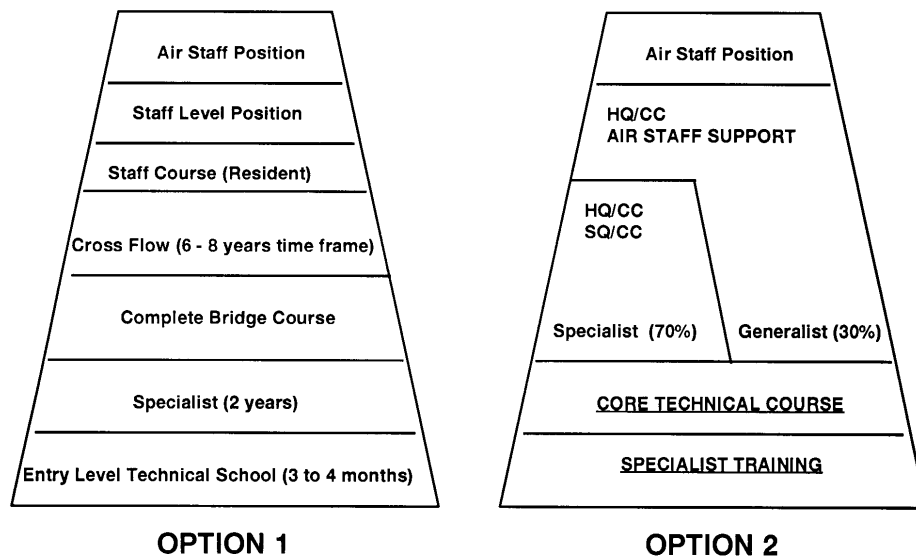 Air Staff Position
Staff Level Position
Staff Course (Resident)
Cross Flow (6 - 8 years time frame)
Complete Bridge Course
Specialist (2 years)
Entry Level Technical School (3 to 4 months)
OPTION 1
Air Staff Position
HQ/CC
AIR STAFF SUPPORT
HQ/CC
SQ/CC
Specialist (70%)
Generalist (30%)
CORE TECHNICAL COURSE
SPECIALIST TRAINING
OPTION 2